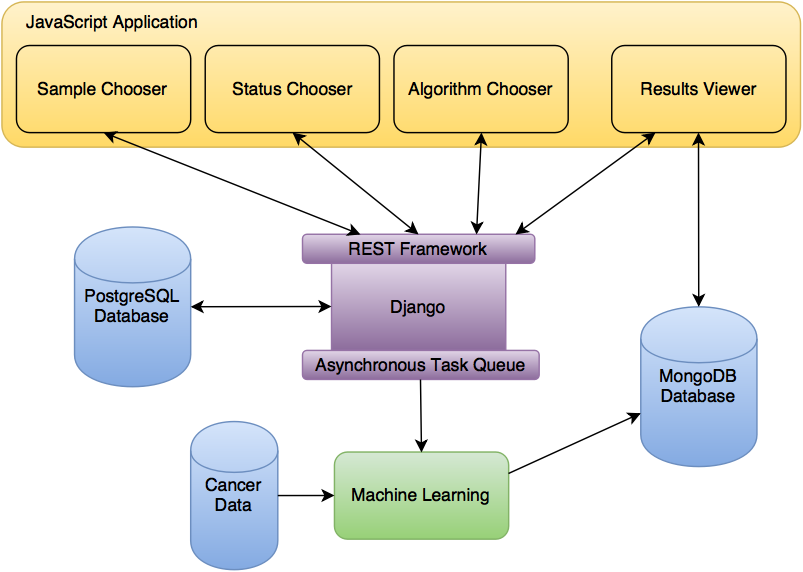 JavaScript Application
Sample Chooser
Status Chooser
Algorithm Chooser
Results Viewer
REST Framework
PostgreSQL
Database
Django
Asynchronous Task Queue
MongoDB
Database
Cancer
Data
Machine Learning